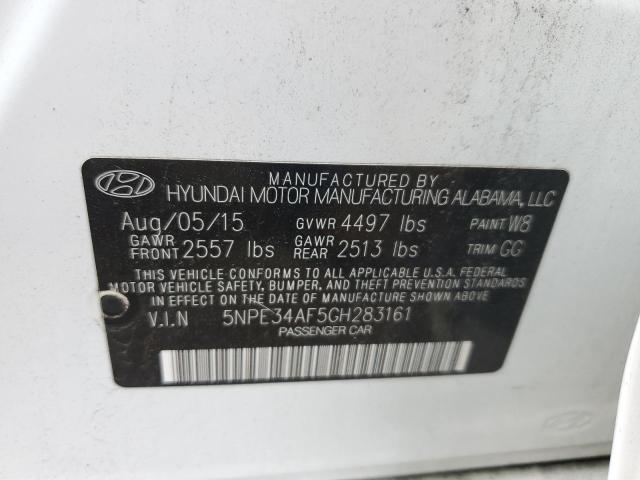 MANUFACTURED BY
HYUNDAI MOTOR MANUFACTURING ALABAMA, LLC
Aug/05/15 GVWR 4497 lbs PAINT W8
GAWR FRONT 2557 lbs GAWR REAR 2513 lbs TRIM GG
THIS VEHICLE CONFORMS TO ALL APPLICABLE U.S.A. FEDERAL
MOTOR VEHICLE SAFETY, BUMPER, AND THEFT PREVENTION STANDARDS
IN EFFECT ON THE DATE OF MANUFACTURE SHOWN ABOVE
V.I.N 5NPE34AF5GH283161
PASSENGER CAR